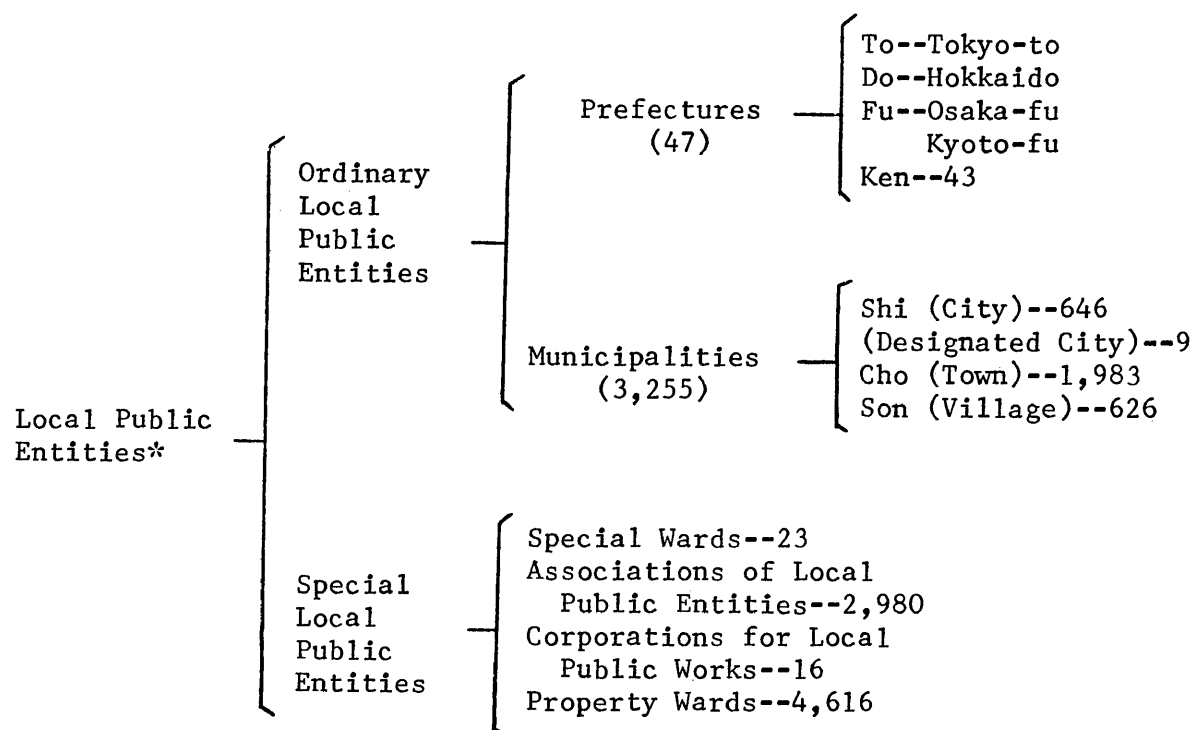 Local Public
Entities*
Ordinary
Local
Public
Entities
Prefectures
(47)
To--Tokyo-to
Do--Hokkaido
Fu--Osaka-fu
Kyoto-fu
Ken--43
Municipalities
(3,255)
Shi (City)--646
(Designated City)--9
Cho (Town)--1,983
Son (Village)--626
Special
Local
Public
Entities
Special Wards--23
Associations of Local
Public Entities--2,980
Corporations for Local
Public Works--16
Property Wards--4,616